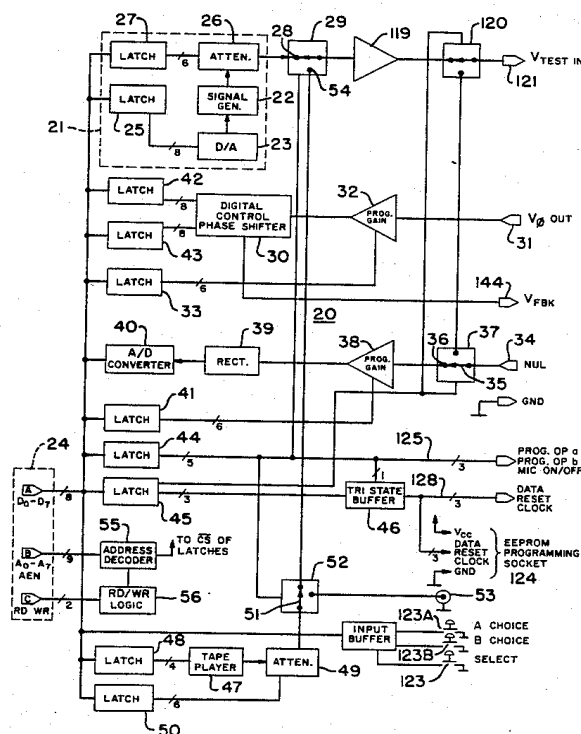 27
26
29
119
120
LATCH
6
ATTEN.
28
54
V TEST IN
121
LATCH
SIGNAL GEN.
22
21
25
8
D/A
23
42
LATCH
8
DIGITAL CONTROL PHASE SHIFTER
32
PROG. GAIN
VØ OUT
31
LATCH
43
8
30
LATCH
33
6
144
V FBK
20
40
39
38
37
34
A/D CONVERTER
RECT.
PROG. GAIN
36
35
NUL
41
LATCH
6
GND
44
LATCH
5
125
3
PROG. OP a
PROG. OP b
MIC ON/OFF
24
A
D0-D7
8
LATCH
45
3
1
TRI STATE BUFFER
46
128
3
DATA
RESET
CLOCK
B
A0-A7
AEN
9
55
ADDRESS DECODER
TO CS OF LATCHES
Vcc
DATA
3
RESET
CLOCK
GND
EEPROM PROGRAMMING SOCKET
124
C
RD WR
2
RD/WR LOGIC
56
52
51
53
48
LATCH
4
TAPE PLAYER
47
ATTEN.
49
INPUT BUFFER
123A
A CHOICE
B CHOICE
123B
SELECT
123
LATCH
6
50